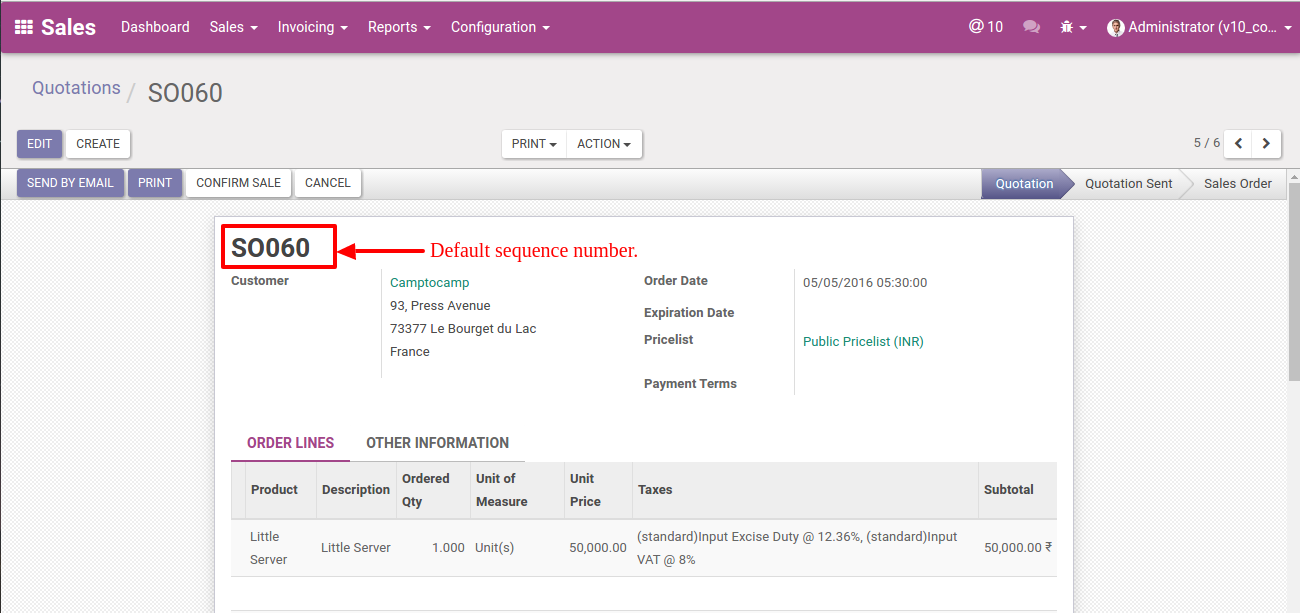 Sales Dashboard Sales Invoicing Reports Configuration @ 10 Administrator (v10_co...
Quotations / SO060
EDIT CREATE PRINT ACTION 5 / 6
SEND BY EMAIL PRINT CONFIRM SALE CANCEL Quotation Quotation Sent Sales Order
SO060 Default sequence number.
Customer Camptocamp
93, Press Avenue
73377 Le Bourget du Lac
France
Order Date 05/05/2016 05:30:00
Expiration Date
Pricelist Public Pricelist (INR)
Payment Terms
ORDER LINES OTHER INFORMATION
Product Description Ordered Qty Unit of Measure Unit Price Taxes Subtotal
Little Server Little Server 1.000 Unit(s) 50,000.00 (standard)Input Excise Duty @ 12.36%, (standard)Input VAT @ 8% 50,000.00 ₹